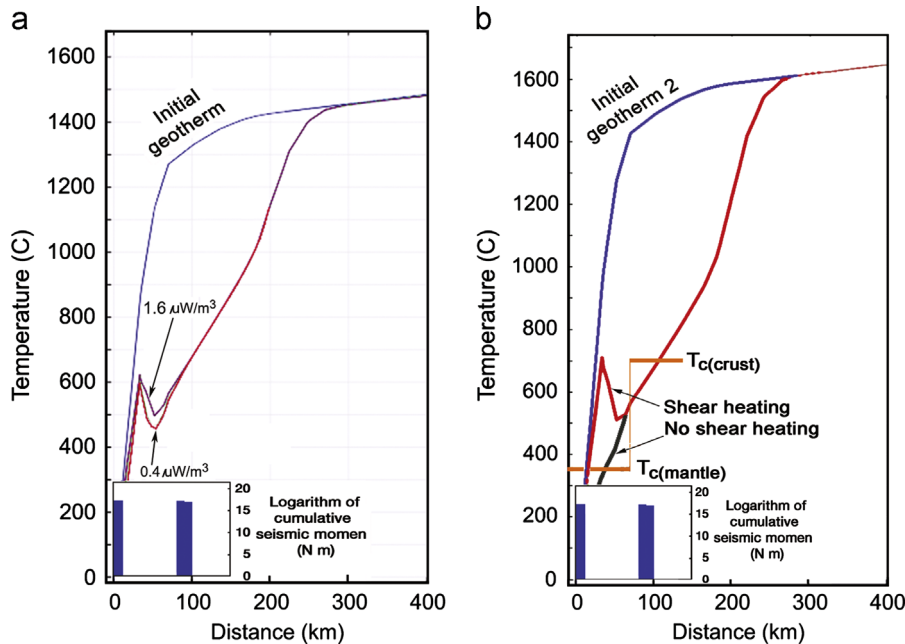 a
Temperature (C)
1600
1400
1200
1000
800
600
400
200
0
Initial
geotherm
1.6 µW/m³
0.4 µW/m³
20
15
10
5
0
Logarithm of
cumulative
seismic momen
(N m)
0
100
200
300
400
Distance (km)
b
Temperature (C)
1600
1400
1200
1000
800
600
400
200
0
Initial
geotherm 2
Tc(crust)
Shear heating
No shear heating
Tc(mantle)
20
15
10
5
0
Logarithm of
cumulative
seismic momen
(N m)
0
100
200
300
400
Distance (km)